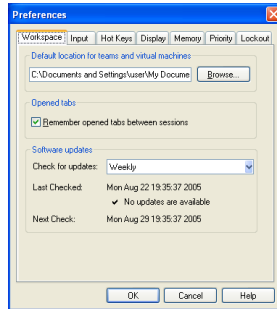 Preferences
Workspace Input Hot Keys Display Memory Priority Lockout
Default location for teams and virtual machines
C:\Documents and Settings\user\My Docume Browse...
Opened tabs
Remember opened tabs between sessions
Software updates
Check for updates: Weekly
Last Checked: Mon Aug 22 19:35:37 2005
No updates are available
Next Check: Mon Aug 29 19:35:37 2005
OK Cancel Help